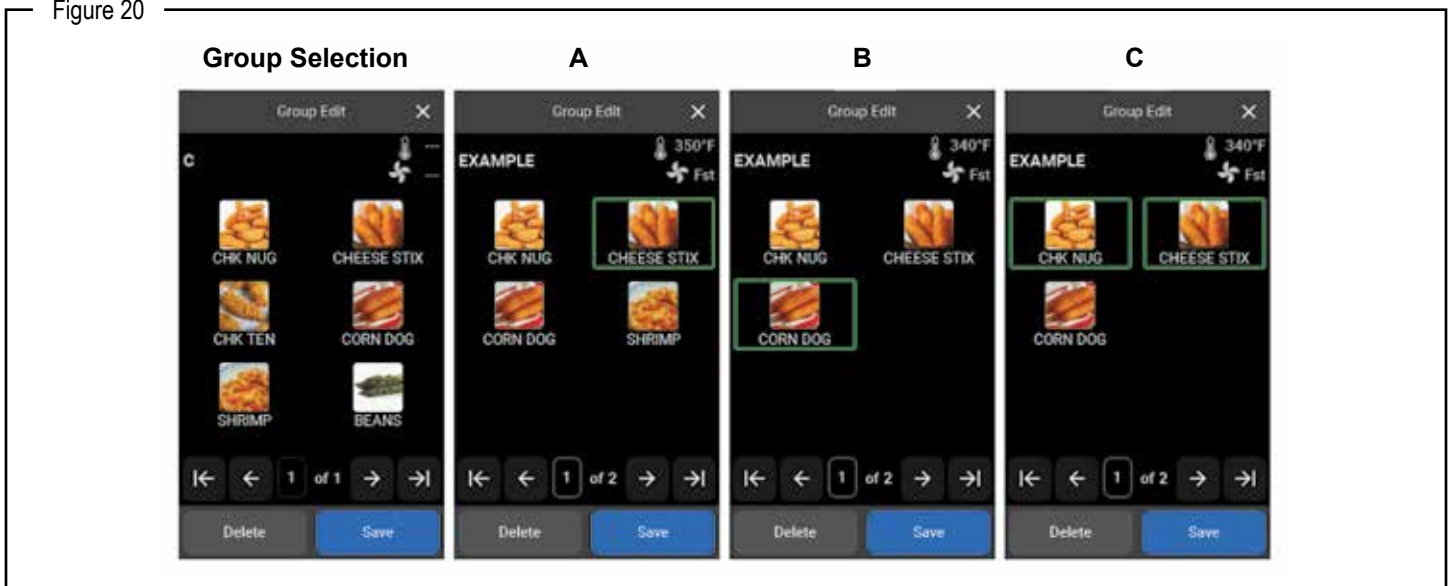 Figure 20
Group Selection
Group Edit
C
---
---
CHK NUG CHEESE STIX
CHK TEN CORN DOG
SHRIMP BEANS
1 of 1
Delete Save
A
Group Edit
EXAMPLE
350°F
Fst
CHK NUG CHEESE STIX
CORN DOG SHRIMP
1 of 2
Delete Save
B
Group Edit
EXAMPLE
340°F
Fst
CHK NUG CHEESE STIX
CORN DOG
1 of 2
Delete Save
C
Group Edit
EXAMPLE
340°F
Fst
CHK NUG CHEESE STIX
CORN DOG
1 of 2
Delete Save